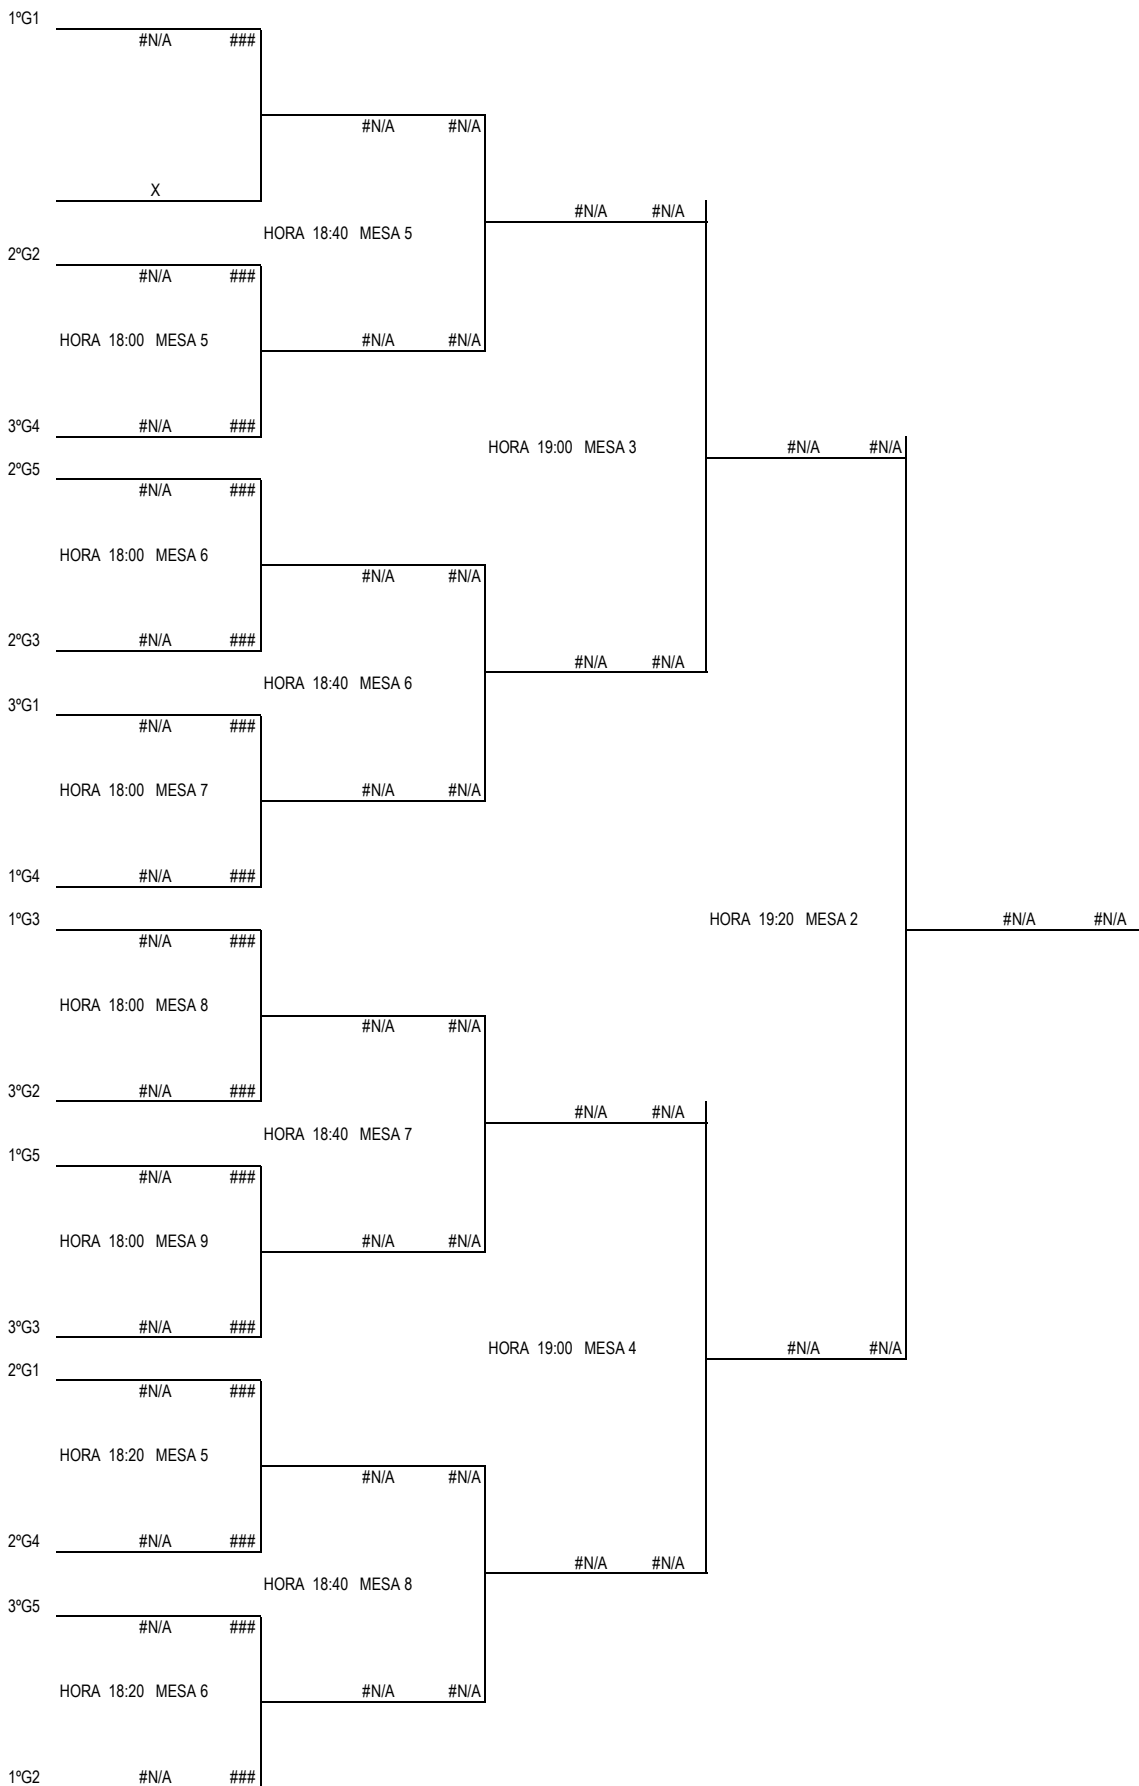 1ºG1
#N/A ###
#N/A #N/A
X
#N/A #N/A
HORA 18:40 MESA 5
2ºG2
#N/A ###
HORA 18:00 MESA 5 #N/A #N/A
3ºG4 #N/A ###
HORA 19:00 MESA 3 #N/A #N/A
2ºG5
#N/A ###
HORA 18:00 MESA 6
#N/A #N/A
2ºG3 #N/A ###
#N/A #N/A
HORA 18:40 MESA 6
3ºG1
#N/A ###
HORA 18:00 MESA 7 #N/A #N/A
1ºG4 #N/A ###
1ºG3 HORA 19:20 MESA 2 #N/A #N/A
#N/A ###
HORA 18:00 MESA 8
#N/A #N/A
3ºG2 #N/A ###
#N/A #N/A
HORA 18:40 MESA 7
1ºG5
#N/A ###
HORA 18:00 MESA 9 #N/A #N/A
3ºG3 #N/A ###
HORA 19:00 MESA 4 #N/A #N/A
2ºG1
#N/A ###
HORA 18:20 MESA 5
#N/A #N/A
2ºG4 #N/A ###
#N/A #N/A
HORA 18:40 MESA 8
3ºG5
#N/A ###
HORA 18:20 MESA 6 #N/A #N/A
1ºG2 #N/A ###